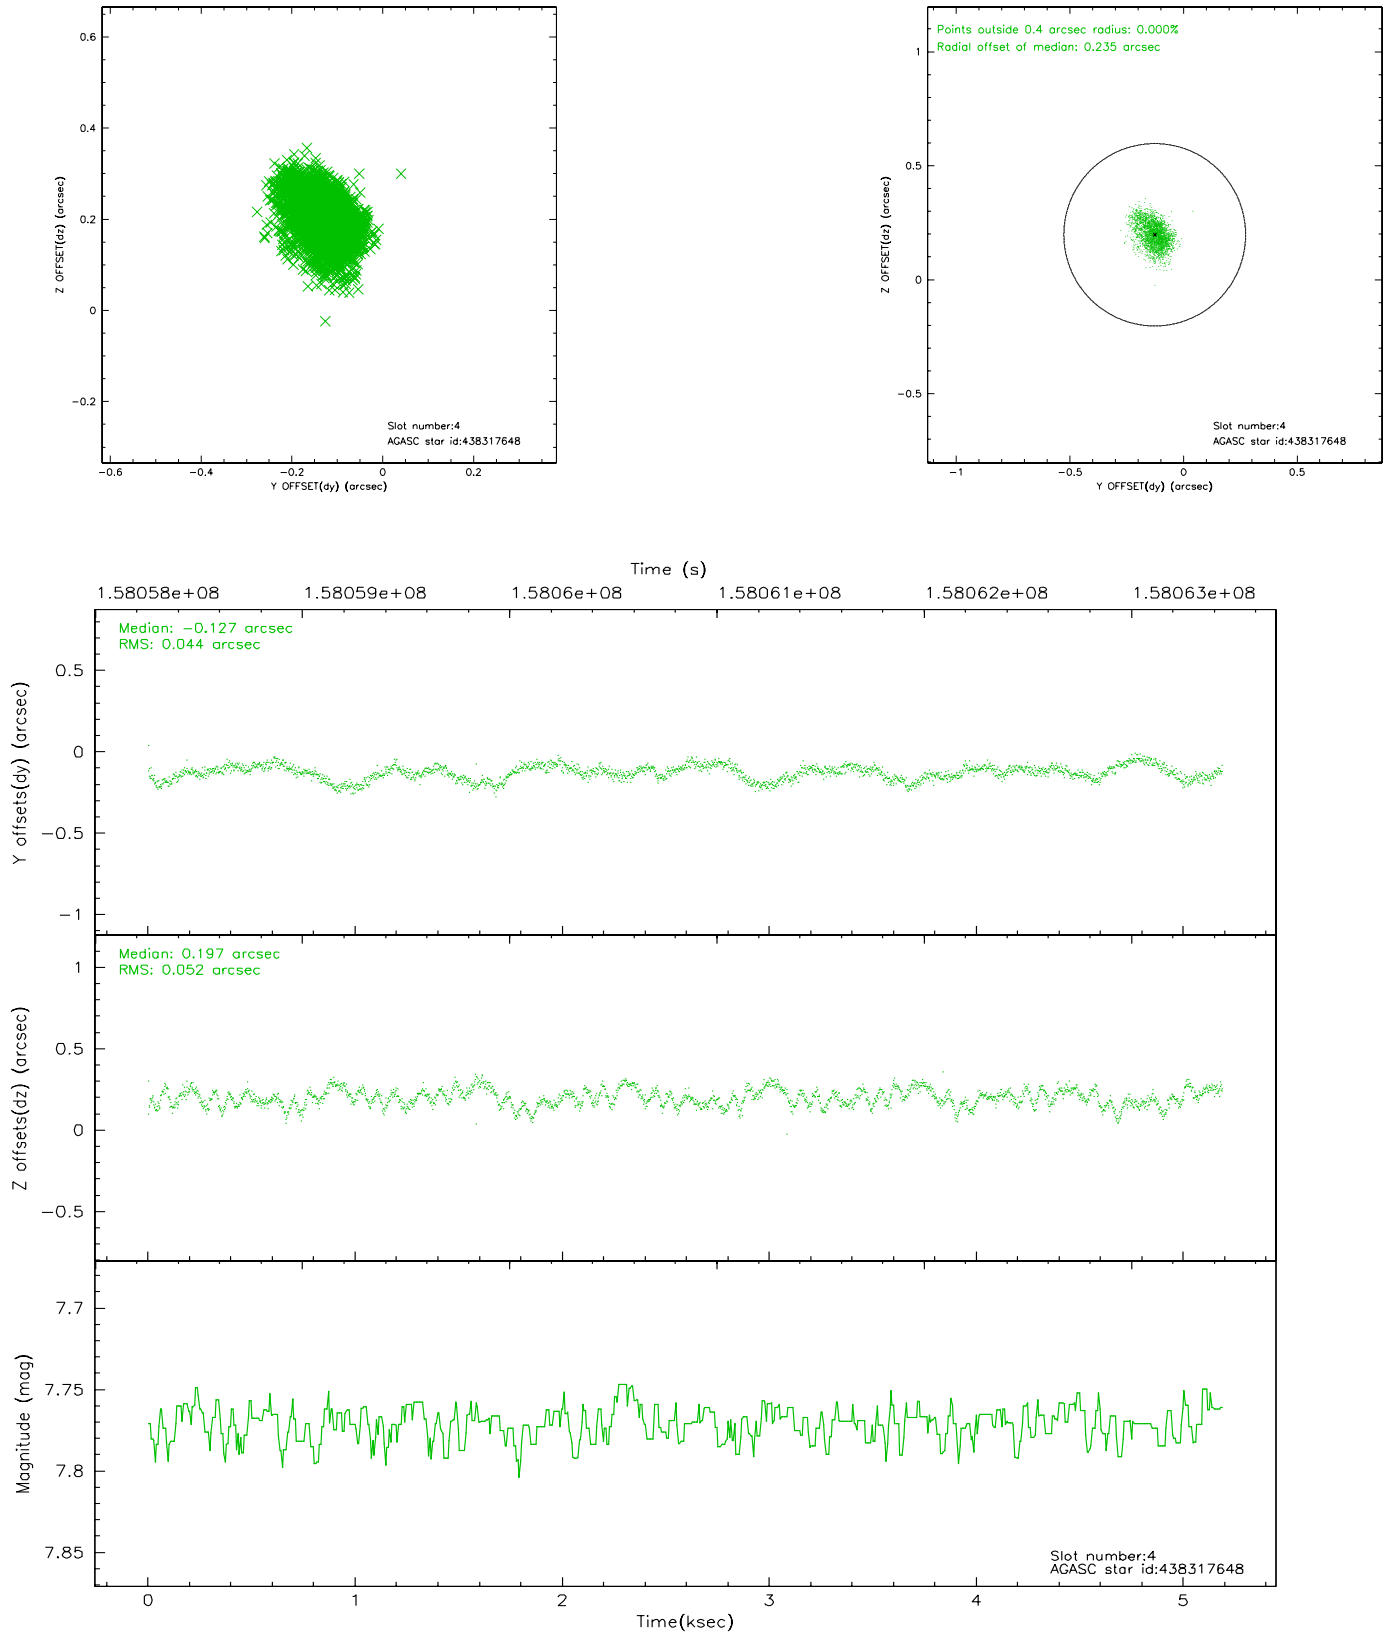 0.6
0.4
0.2
0
−0.2
Z OFFSET(dz) (arcsec)
Slot number:4
AGASC star id:438317648
−0.6 −0.4 −0.2 0 0.2
Y OFFSET(dy) (arcsec)
Points outside 0.4 arcsec radius: 0.000%
Radial offset of median: 0.235 arcsec
1
0.5
0
−0.5
Z OFFSET(dz) (arcsec)
Slot number:4
AGASC star id:438317648
−1 −0.5 0 0.5
Y OFFSET(dy) (arcsec)
Time (s)
1.58058e+08 1.58059e+08 1.5806e+08 1.58061e+08 1.58062e+08 1.58063e+08
Median: −0.127 arcsec
RMS: 0.044 arcsec
0.5
0
−0.5
−1
Y offsets(dy) (arcsec)
Median: 0.197 arcsec
RMS: 0.052 arcsec
1
0.5
0
−0.5
Z offsets(dz) (arcsec)
7.7
7.75
7.8
7.85
Magnitude (mag)
Slot number:4
AGASC star id:438317648
0 1 2 3 4 5
Time(ksec)